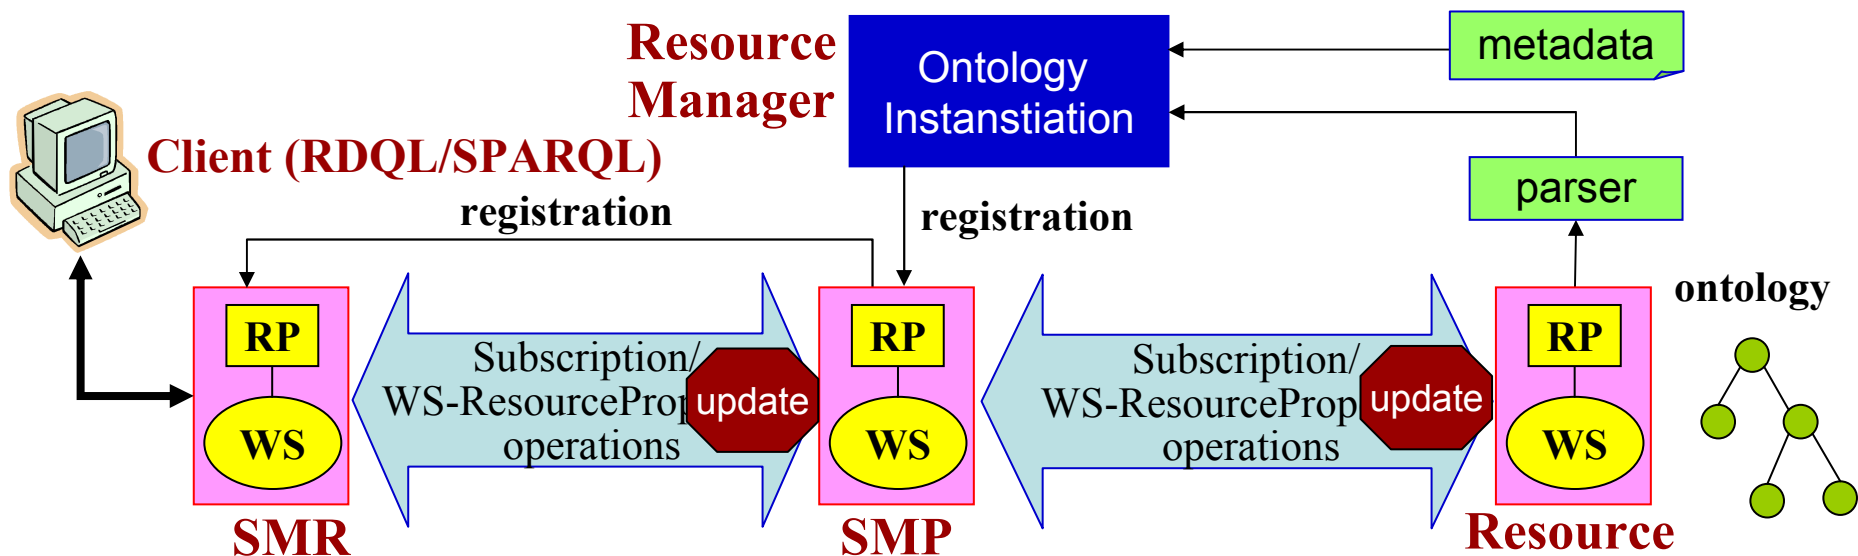 Resource
Manager
Ontology
Instanstiation
metadata
parser
Client (RDQL/SPARQL)
registration
registration
ontology
RP
WS
SMR
Subscription/
WS-ResourceProp
operations
update
RP
WS
SMP
Subscription/
WS-ResourceProp
operations
update
RP
WS
Resource